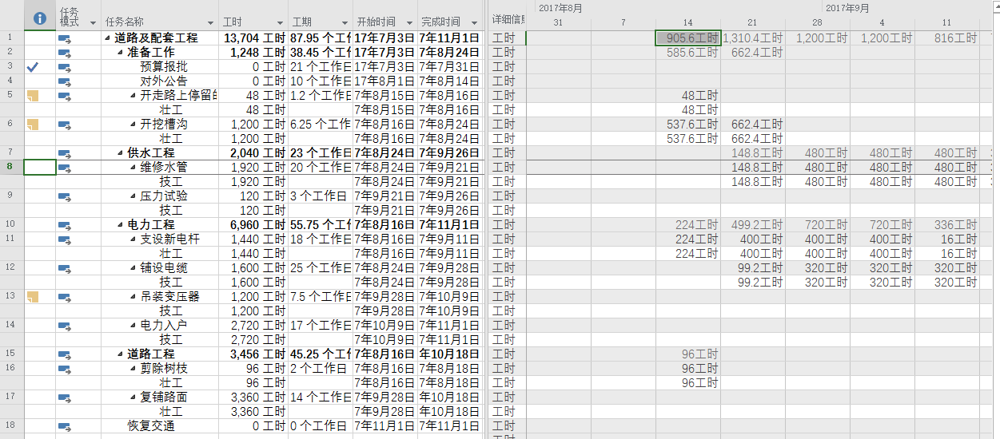 任务模式 任务名称 工时 工期 开始时间 完成时间 详细信息 2017年8月 2017年9月
31 7 14 21 28 4 11
1 道路及配套工程 13,704 工时 87.95 个工作 17年7月3日 7年11月1日 工时 905.6工时 1,310.4工时 1,200工时 1,200工时 816工时
2 准备工作 1,248 工时 38.45 个工作 17年7月3日 7年8月24日 工时 585.6工时 662.4工时
3 预算报批 0 工时 21 个工作日 17年7月3日 7年7月31日 工时
4 对外公告 0 工时 10 个工作日 17年8月1日 7年8月14日 工时
5 开走路上停留的 48 工时 1.2 个工作日 7年8月15日 7年8月16日 工时 48工时
壮工 48 工时 7年8月15日 7年8月16日 工时 48工时
6 开挖槽沟 1,200 工时 6.25 个工作 7年8月16日 7年8月24日 工时 537.6工时 662.4工时
壮工 1,200 工时 7年8月16日 7年8月24日 工时 537.6工时 662.4工时
7 供水工程 2,040 工时 23 个工作日 7年8月24日 7年9月26日 工时 148.8工时 480工时 480工时 480工时
8 维修水管 1,920 工时 20 个工作日 7年8月24日 7年9月21日 工时 148.8工时 480工时 480工时 480工时
技工 1,920 工时 7年8月24日 7年9月21日 工时 148.8工时 480工时 480工时 480工时
9 压力试验 120 工时 3 个工作日 7年9月21日 7年9月26日 工时
技工 120 工时 7年9月21日 7年9月26日 工时
10 电力工程 6,960 工时 55.75 个工作 7年8月16日 7年11月1日 工时 224工时 499.2工时 720工时 720工时 336工时
11 支设新电杆 1,440 工时 18 个工作日 7年8月16日 7年9月11日 工时 224工时 400工时 400工时 400工时 16工时
壮工 1,440 工时 7年8月16日 7年9月11日 工时 224工时 400工时 400工时 400工时 16工时
12 铺设电缆 1,600 工时 25 个工作日 7年8月24日 7年9月28日 工时 99.2工时 320工时 320工时 320工时
技工 1,600 工时 7年8月24日 7年9月28日 工时 99.2工时 320工时 320工时 320工时
13 吊装变压器 1,200 工时 7.5 个工作日 7年9月28日 7年10月9日 工时
技工 1,200 工时 7年9月28日 7年10月9日 工时
14 电力入户 2,720 工时 17 个工作日 7年10月9日 7年11月1日 工时
技工 2,720 工时 7年10月9日 7年11月1日 工时
15 道路工程 3,456 工时 45.25 个工作 7年8月16日 年10月18日 工时 96工时
16 剪除树枝 96 工时 2 个工作日 7年8月16日 7年8月18日 工时 96工时
壮工 96 工时 7年8月16日 7年8月18日 工时 96工时
17 复铺路面 3,360 工时 14 个工作日 7年9月28日 年10月18日 工时
壮工 3,360 工时 7年9月28日 年10月18日 工时
18 恢复交通 0 工时 0 个工作日 7年11月1日 7年11月1日 工时